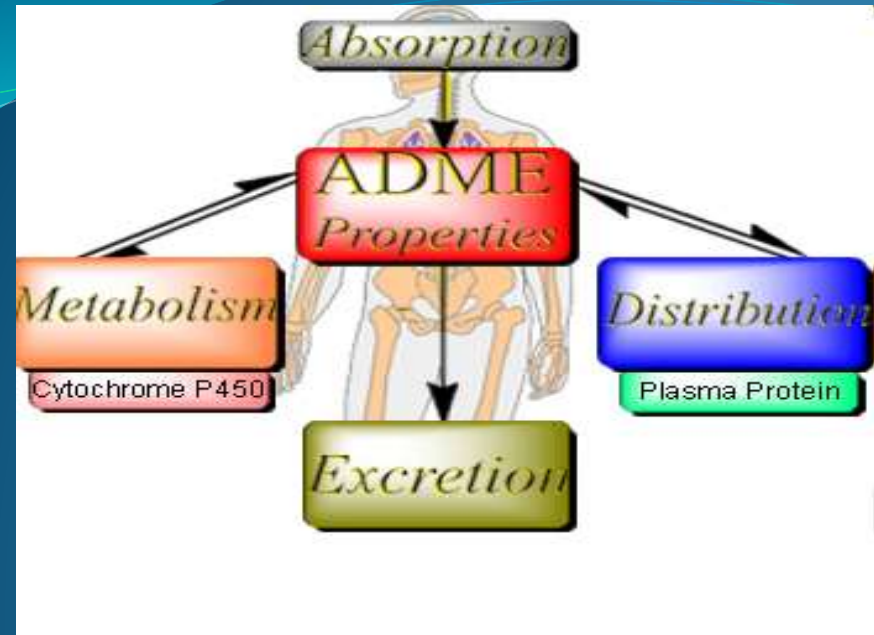 Absorption
ADME
Properties
Metabolism
Distribution
Cytochrome P450
Plasma Protein
Excretion